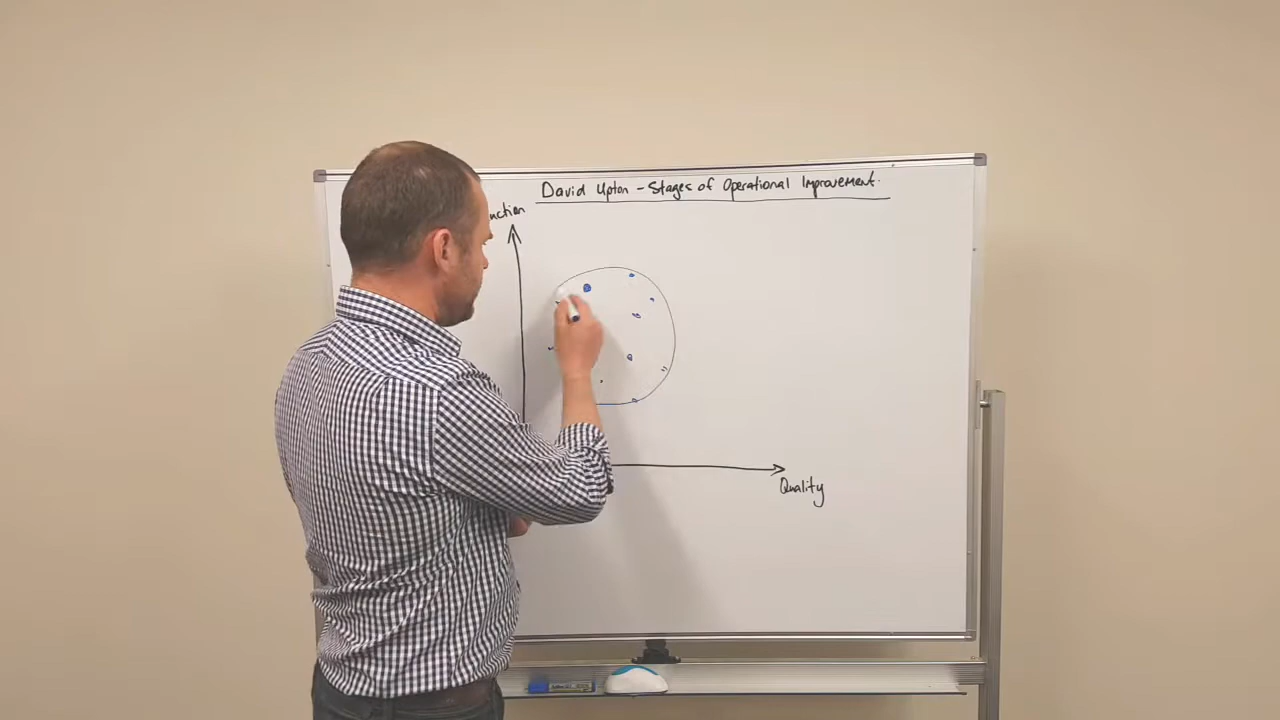 David Upton - Stages of Operational Improvement.
Quality